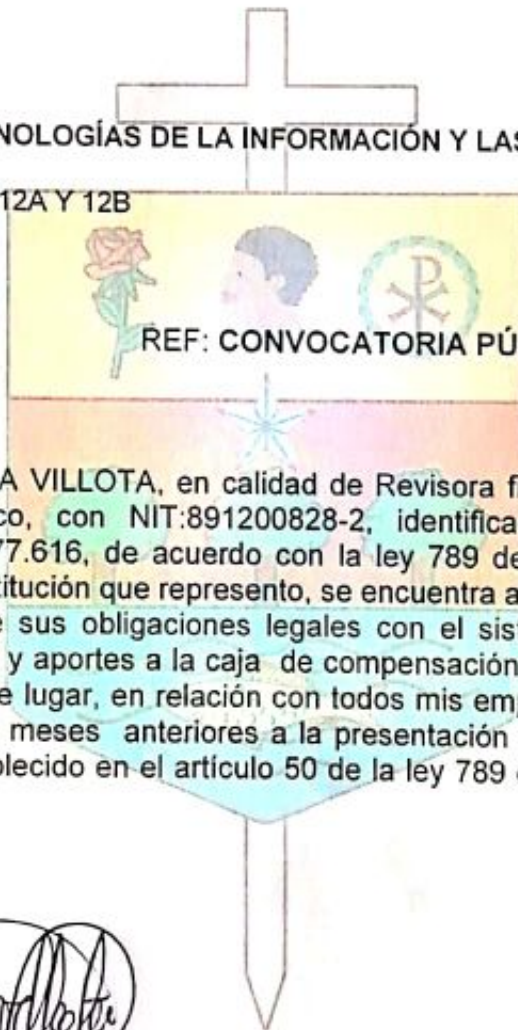 NOLOGÍAS DE LA INFORMACIÓN Y LAS
12A Y 12B
REF: CONVOCATORIA PÚ
A VILLOTA, en calidad de Revisora f
co, con NIT:891200828-2, identifica
77.616, de acuerdo con la ley 789 de
titución que represento, se encuentra a
e sus obligaciones legales con el sis
y aportes a la caja de compensación
e lugar, en relación con todos mis emp
meses anteriores a la presentación
olecido en el artículo 50 de la ley 789